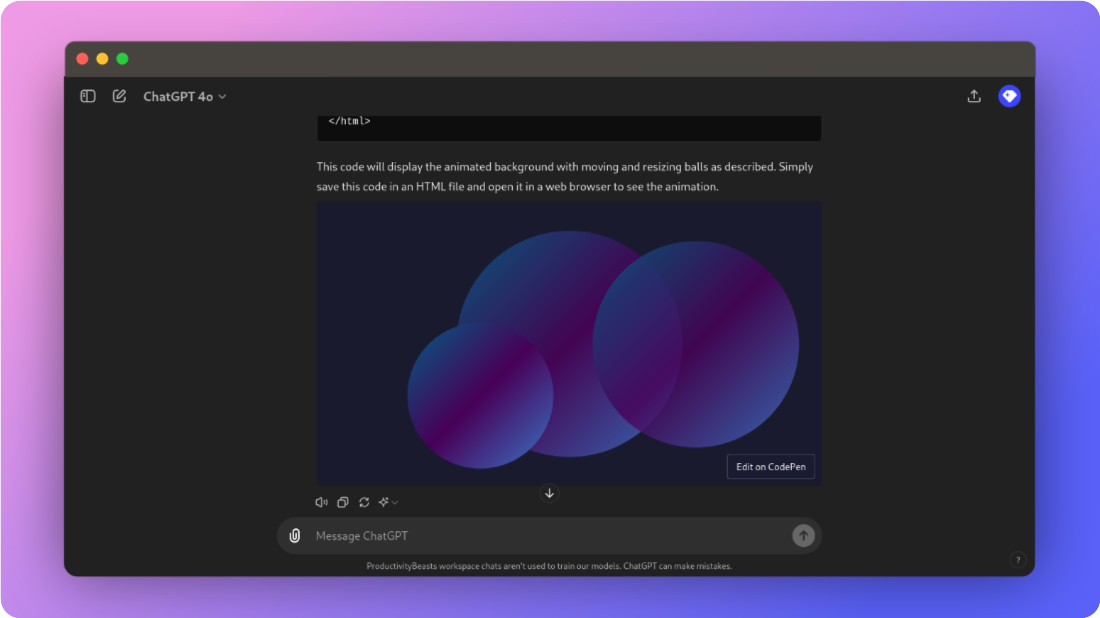 ChatGPT 4o
</html>
This code will display the animated background with moving and resizing balls as described. Simply
save this code in an HTML file and open it in a web browser to see the animation.
Edit on CodePen
Message ChatGPT
ProductivityBeasts workspace chats aren't used to train our models. ChatGPT can make mistakes.
?